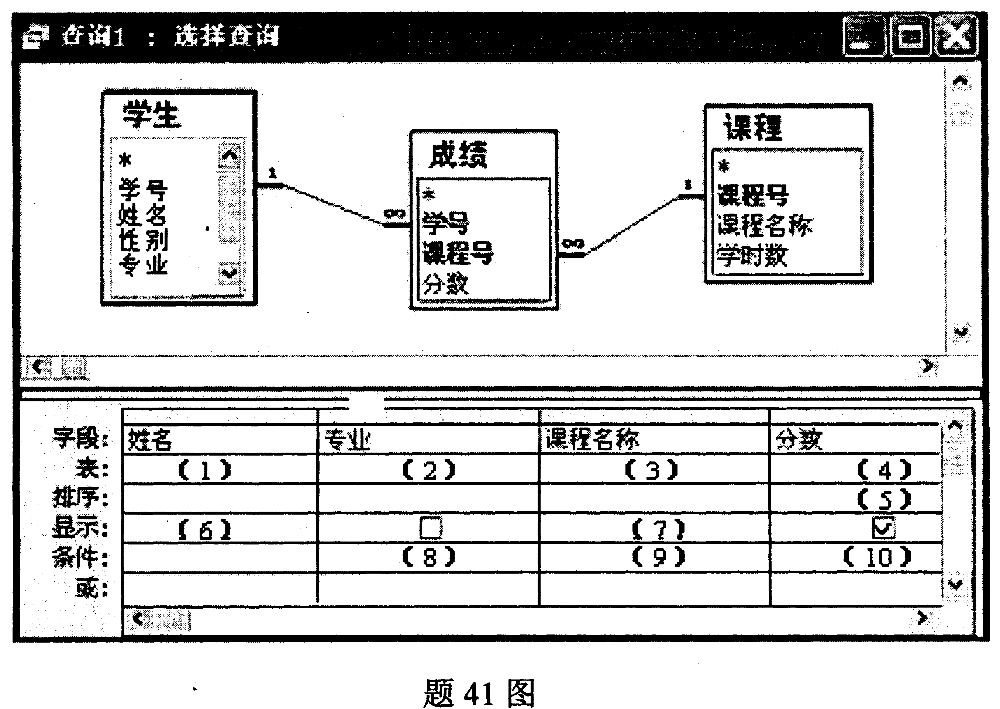 查询1 : 选择查询
学生
*
学号
姓名
性别
专业
1
∞
成绩
*
学号
课程号
分数
∞
1
课程
*
课程号
课程名称
学时数
字段: 姓名 专业 课程名称 分数
表: (1) (2) (3) (4)
排序: (5)
显示: (6) (7)
条件: (8) (9) (10)
或:
题 41 图